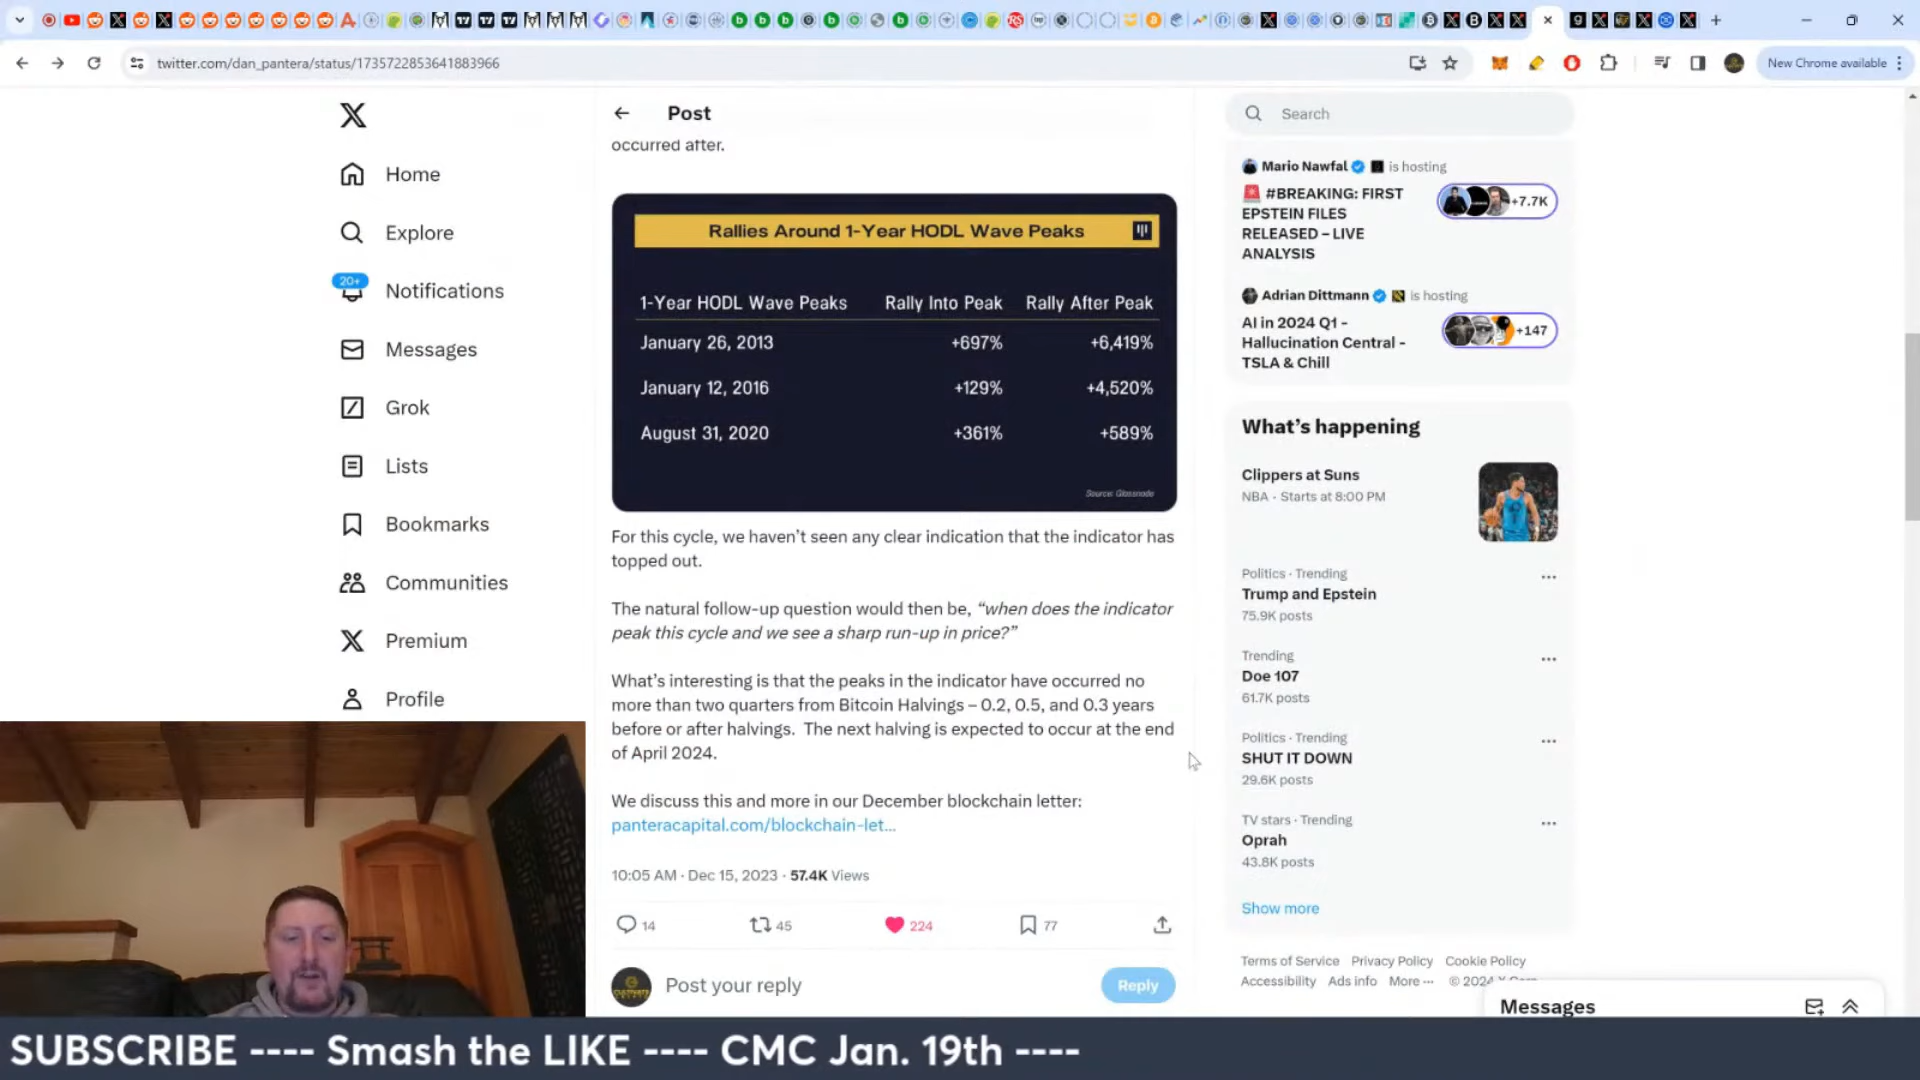 twitter.com/dan_pantera/status/1735722853641883966
New Chrome available
Home
Explore
20+
Notifications
Messages
Grok
Lists
Bookmarks
Communities
Premium
Profile
Post
occurred after.
Rallies Around 1-Year HODL Wave Peaks
1-Year HODL Wave Peaks Rally Into Peak Rally After Peak
January 26, 2013 +697% +6,419%
January 12, 2016 +129% +4,520%
August 31, 2020 +361% +589%
Source: Glassnode
For this cycle, we haven’t seen any clear indication that the indicator has
topped out.
The natural follow-up question would then be, “when does the indicator
peak this cycle and we see a sharp run-up in price?”
What’s interesting is that the peaks in the indicator have occurred no
more than two quarters from Bitcoin Halvings – 0.2, 0.5, and 0.3 years
before or after halvings. The next halving is expected to occur at the end
of April 2024.
We discuss this and more in our December blockchain letter:
panteracapital.com/blockchain-let…
10:05 AM · Dec 15, 2023 · 57.4K Views
14 45 224 77
Post your reply
Reply
Search
Mario Nawfal is hosting
#BREAKING: FIRST
EPSTEIN FILES
RELEASED – LIVE
ANALYSIS
+7.7K
Adrian Dittmann is hosting
AI in 2024 Q1 -
Hallucination Central -
TSLA & Chill
+147
What’s happening
Clippers at Suns
NBA · Starts at 8:00 PM
Politics · Trending
Trump and Epstein
75.9K posts
Trending
Doe 107
61.7K posts
Politics · Trending
SHUT IT DOWN
29.6K posts
TV stars · Trending
Oprah
43.8K posts
Show more
Terms of Service Privacy Policy Cookie Policy
Accessibility Ads info More ··· © 2024 X Corp.
Messages
SUBSCRIBE ---- Smash the LIKE ---- CMC Jan. 19th ----